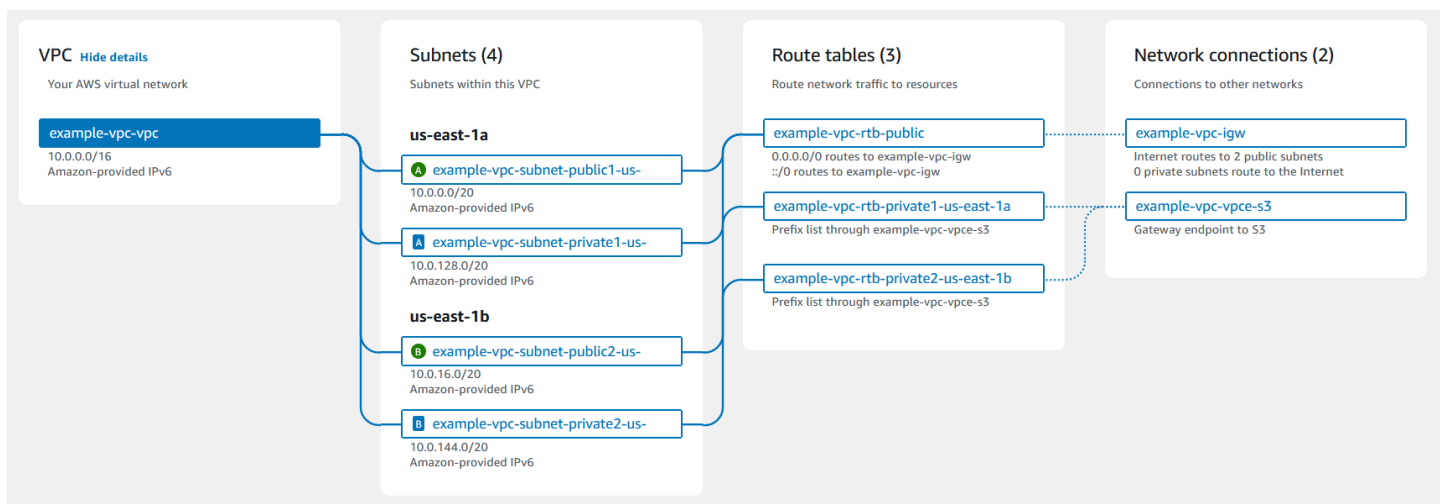 VPC Hide details
Your AWS virtual network
example-vpc-vpc
10.0.0.0/16
Amazon-provided IPv6
Subnets (4)
Subnets within this VPC
us-east-1a
A example-vpc-subnet-public1-us-
10.0.0.0/20
Amazon-provided IPv6
A example-vpc-subnet-private1-us-
10.0.128.0/20
Amazon-provided IPv6
us-east-1b
B example-vpc-subnet-public2-us-
10.0.16.0/20
Amazon-provided IPv6
B example-vpc-subnet-private2-us-
10.0.144.0/20
Amazon-provided IPv6
Route tables (3)
Route network traffic to resources
example-vpc-rtb-public
0.0.0.0/0 routes to example-vpc-igw
::/0 routes to example-vpc-igw
example-vpc-rtb-private1-us-east-1a
Prefix list through example-vpc-vpce-s3
example-vpc-rtb-private2-us-east-1b
Prefix list through example-vpc-vpce-s3
Network connections (2)
Connections to other networks
example-vpc-igw
Internet routes to 2 public subnets
0 private subnets route to the Internet
example-vpc-vpce-s3
Gateway endpoint to S3